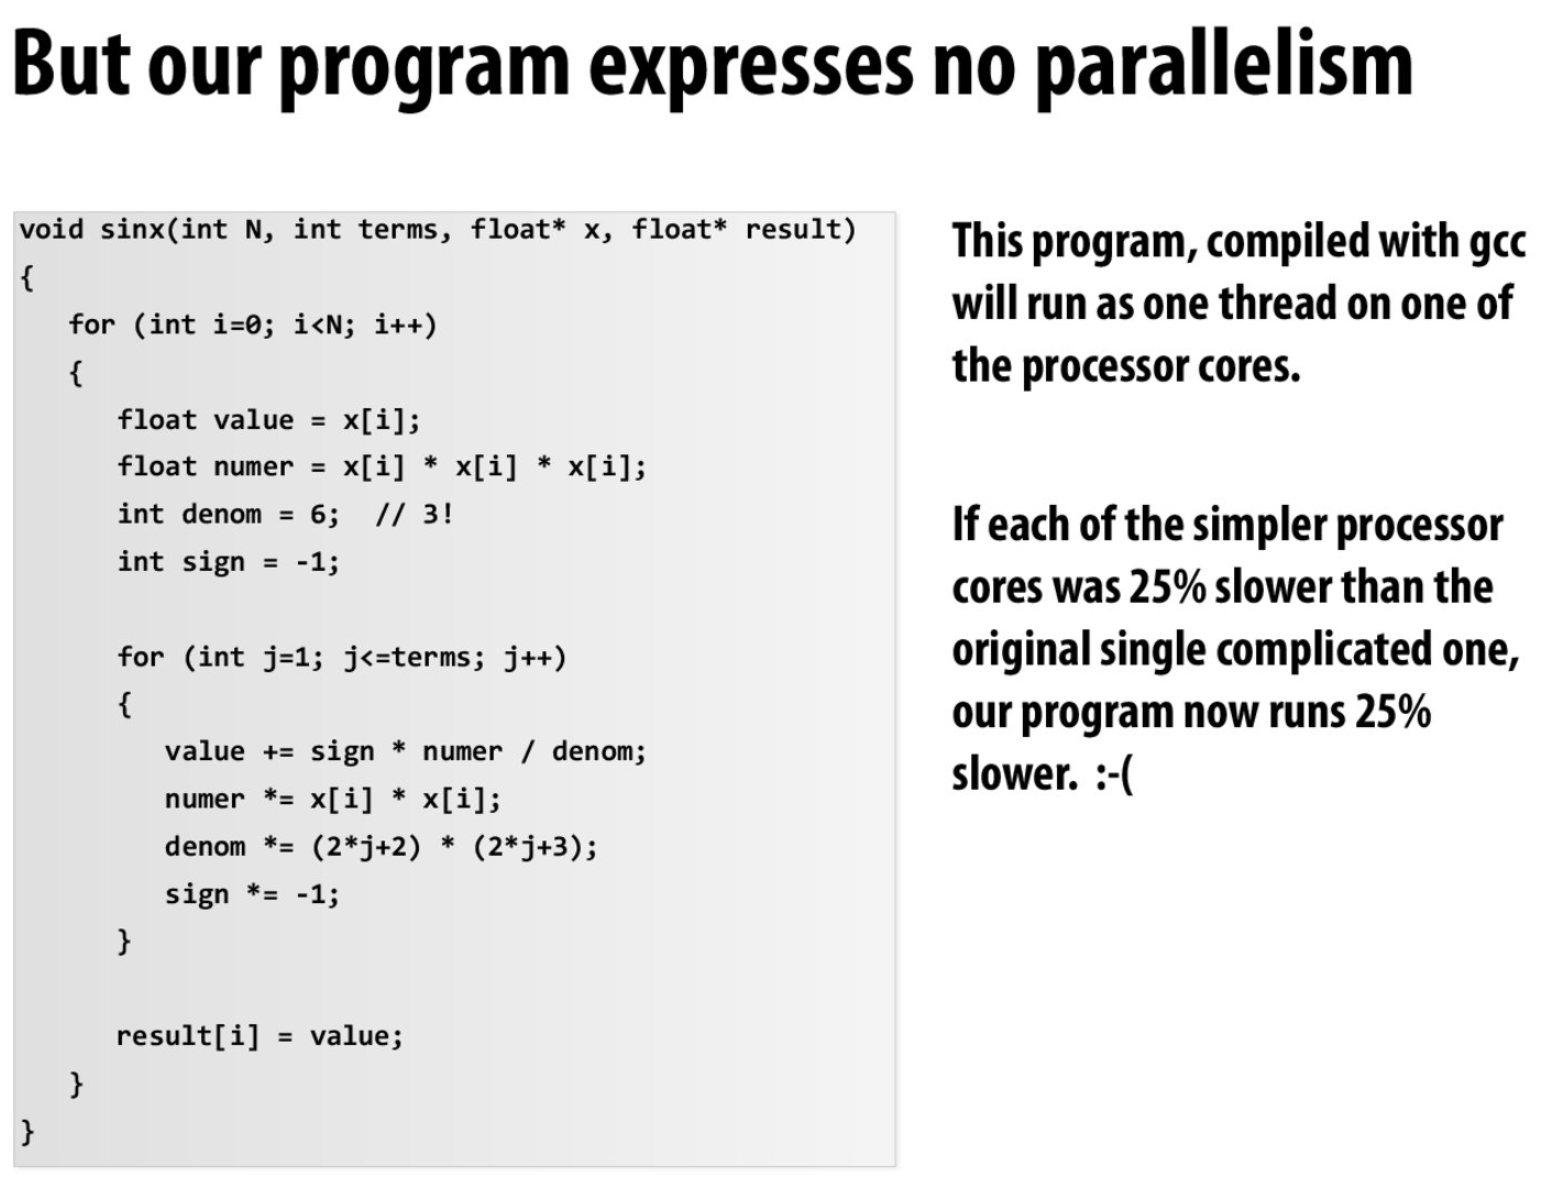 But our program expresses no parallelism
void sinx(int N, int terms, float* x, float* result)
{
   for (int i=0; i<N; i++)
   {
      float value = x[i];
      float numer = x[i] * x[i] * x[i];
      int denom = 6;  // 3!
      int sign = -1;

      for (int j=1; j<=terms; j++)
      {
         value += sign * numer / denom;
         numer *= x[i] * x[i];
         denom *= (2*j+2) * (2*j+3);
         sign *= -1;
      }

      result[i] = value;
   }
}
This program, compiled with gcc
will run as one thread on one of
the processor cores.
If each of the simpler processor
cores was 25% slower than the
original single complicated one,
our program now runs 25%
slower.  :-(